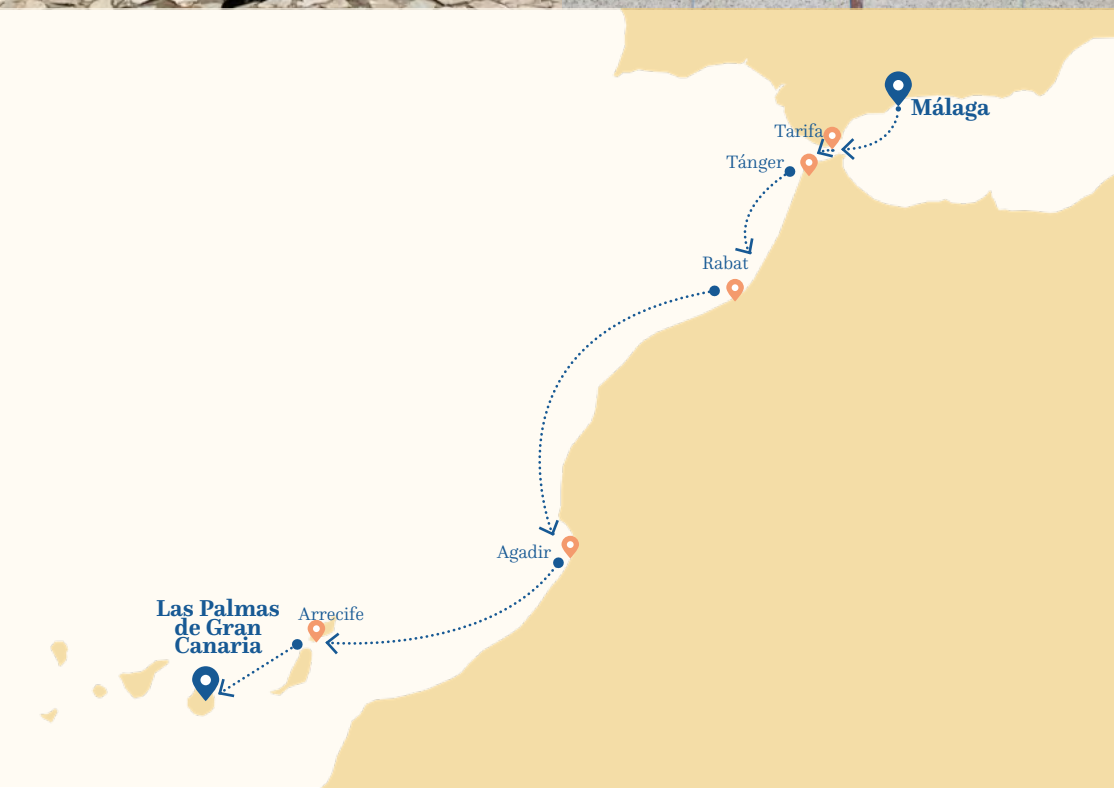 Málaga
Tarifa
Tánger
Rabat
Agadir
Arrecife
Las Palmas
de Gran
Canaria